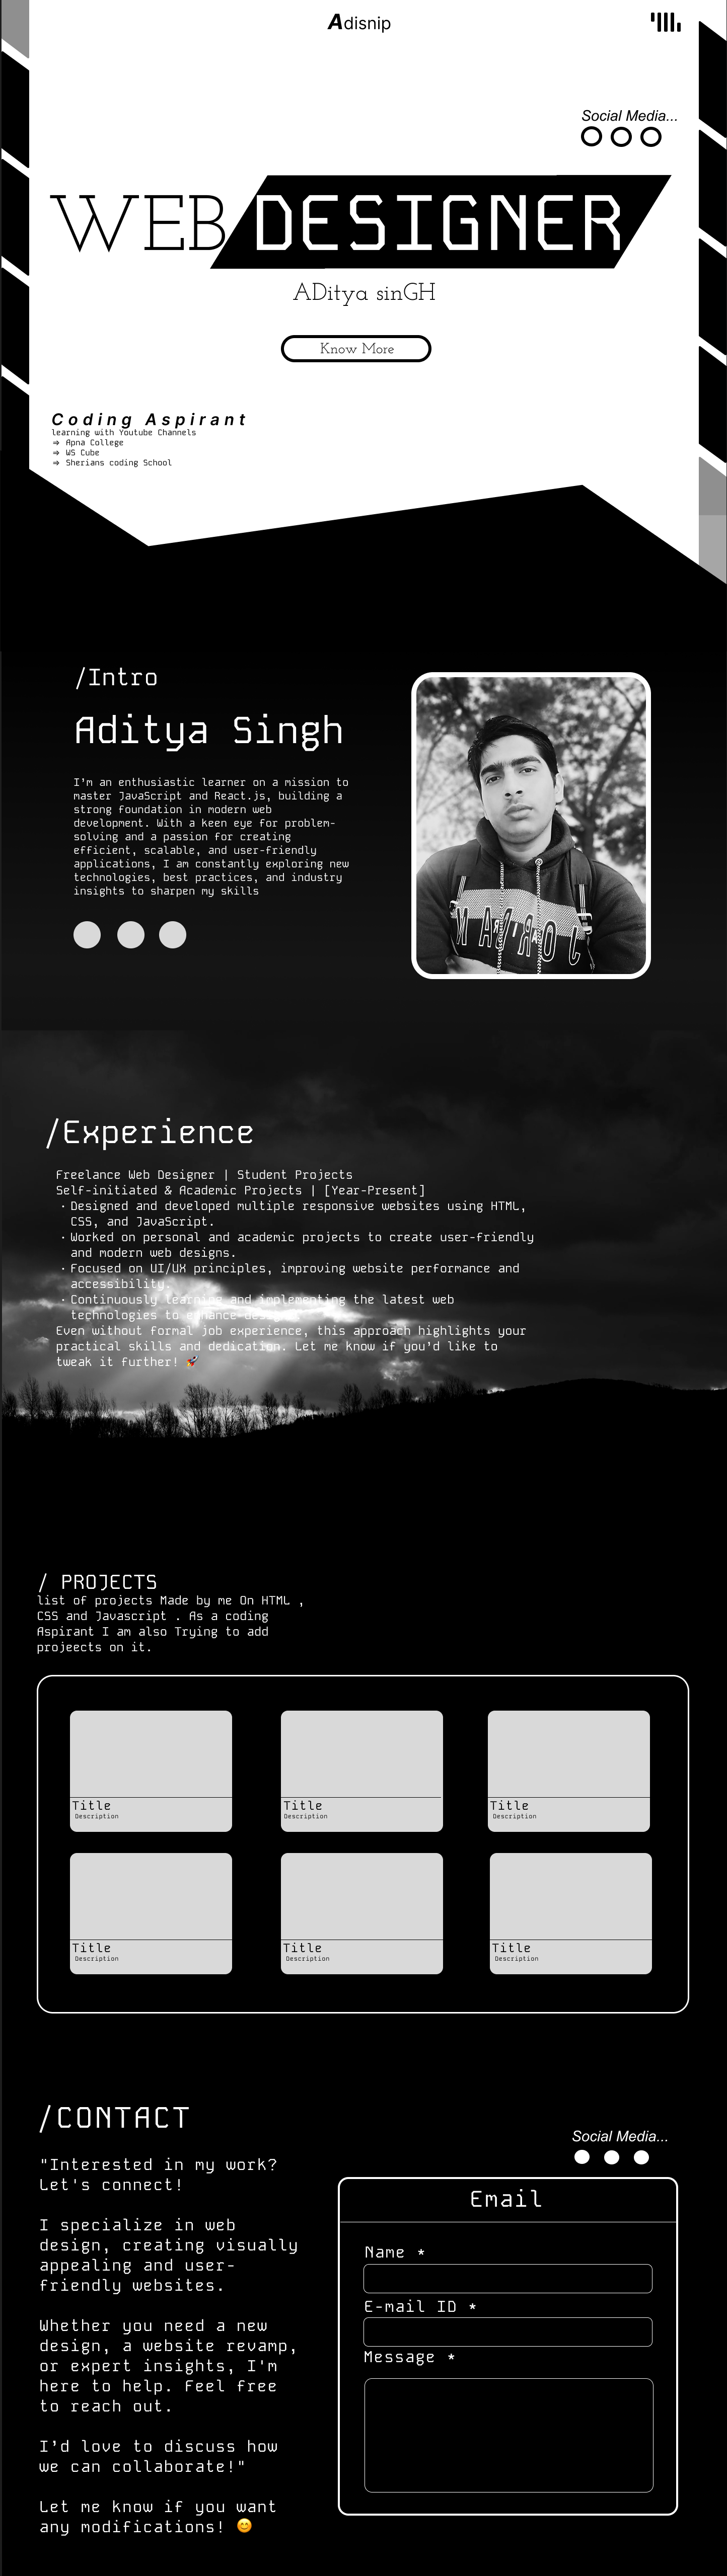 Adisnip
Social Media...
WEB DESIGNER
ADitya sinGH
Know More
Coding Aspirant
learning with Youtube Channels
⇒ Apna College
⇒ WS Cube
⇒ Sherians coding School
/Intro
Aditya Singh
I'm an enthusiastic learner on a mission to
master JavaScript and React.js, building a
strong foundation in modern web
development. With a keen eye for problem-
solving and a passion for creating
efficient, scalable, and user-friendly
applications, I am constantly exploring new
technologies, best practices, and industry
insights to sharpen my skills
/Experience
Freelance Web Designer | Student Projects
Self-initiated & Academic Projects | [Year-Present]
· Designed and developed multiple responsive websites using HTML,
CSS, and JavaScript.
· Worked on personal and academic projects to create user-friendly
and modern web designs.
· Focused on UI/UX principles, improving website performance and
accessibility.
· Continuously learning and implementing the latest web
technologies to enhance
Even without formal job experience, this approach highlights your
practical skills and dedication. Let me know if you'd like to
tweak it further! 🚀
/ PROJECTS
list of projects Made by me On HTML ,
CSS and Javascript . As a coding
Aspirant I am also Trying to add
projeects on it.
Title
Description
Title
Description
Title
Description
Title
Description
Title
Description
Title
Description
/CONTACT
"Interested in my work?
Let's connect!
I specialize in web
design, creating visually
appealing and user-
friendly websites.
Whether you need a new
design, a website revamp,
or expert insights, I'm
here to help. Feel free
to reach out.
I'd love to discuss how
we can collaborate!"
Let me know if you want
any modifications! 😊
Social Media...
Email
Name *
E-mail ID *
Message *